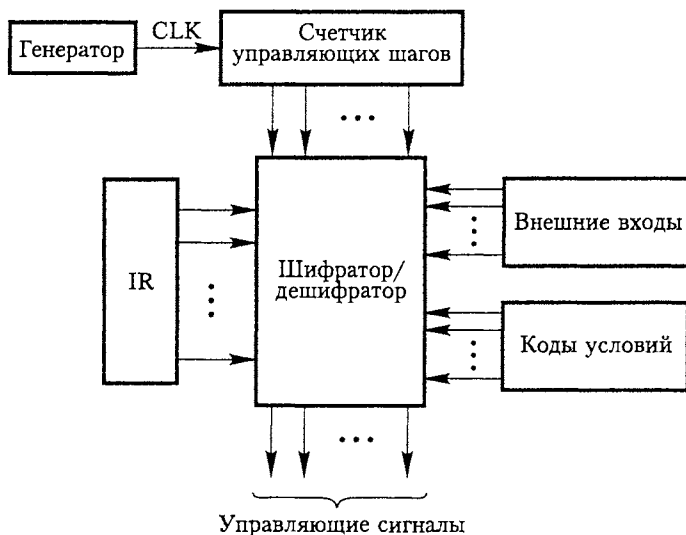 Генератор
CLK
Счетчик
управляющих шагов
IR
Шифратор/
дешифратор
Внешние входы
Коды условий
Управляющие сигналы